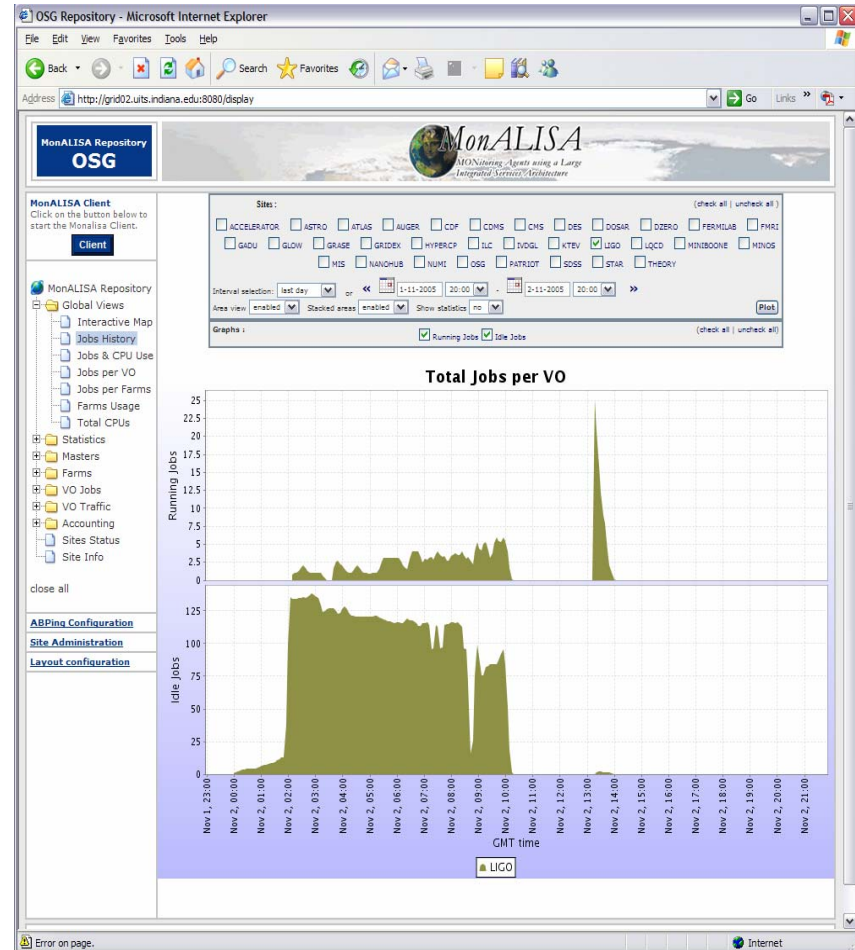 OSG Repository - Microsoft Internet Explorer
File Edit View Favorites Tools Help
Back Search Favorites
Address http://grid02.uits.indiana.edu:8080/display Go Links »
MonALISA Repository
OSG
MonALISA
MONitoring Agents using a Large
Integrated Services Architecture
MonALISA Client
Click on the button below to
start the Monalisa Client.
Client
MonALISA Repository
Global Views
Interactive Map
Jobs History
Jobs & CPU Use
Jobs per VO
Jobs per Farms
Farms Usage
Total CPUs
Statistics
Masters
Farms
VO Jobs
VO Traffic
Accounting
Sites Status
Site Info
close all
ABPing Configuration
Site Administration
Layout configuration
Sites : (check all | uncheck all )
ACCELERATOR ASTRO ATLAS AUGER CDF CDMS CMS DES DOSAR DZERO FERMILAB FMRI
GADU GLOW GRASE GRIDEX HYPERCP ILC IVDGL KTEV LIGO LQCD MINIBOONE MINOS
MIS NANOHUB NUMI OSG PATRIOT SDSS STAR THEORY
Interval selection: last day or « 1-11-2005 20:00 - 2-11-2005 20:00 »
Area view enabled Stacked areas enabled Show statistics no Plot
Graphs : Running Jobs Idle Jobs (check all | uncheck all)
Total Jobs per VO
Running Jobs
25
22.5
20
17.5
15
12.5
10
7.5
5
2.5
0
Idle Jobs
125
100
75
50
25
0
Nov 1, 23:00
Nov 2, 00:00
Nov 2, 01:00
Nov 2, 02:00
Nov 2, 03:00
Nov 2, 04:00
Nov 2, 05:00
Nov 2, 06:00
Nov 2, 07:00
Nov 2, 08:00
Nov 2, 09:00
Nov 2, 10:00
Nov 2, 11:00
Nov 2, 12:00
Nov 2, 13:00
Nov 2, 14:00
Nov 2, 15:00
Nov 2, 16:00
Nov 2, 17:00
Nov 2, 18:00
Nov 2, 19:00
Nov 2, 20:00
Nov 2, 21:00
GMT time
LIGO
Error on page. Internet